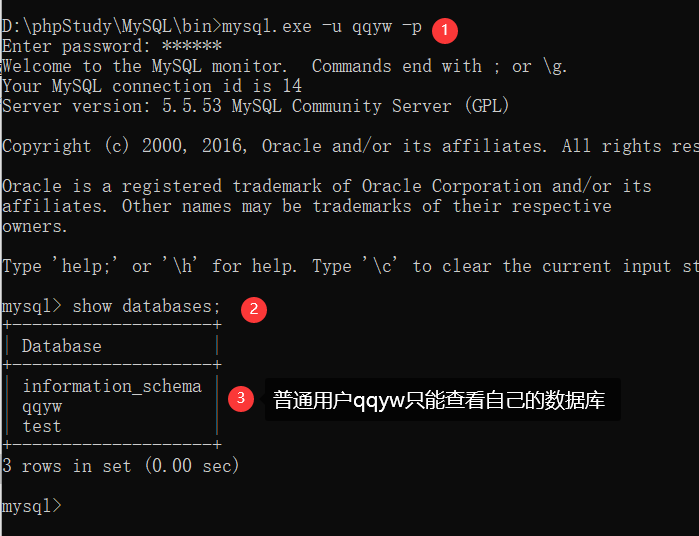 D:\phpStudy\MySQL\bin>mysql.exe -u qqyw -p 1
Enter password: ******
Welcome to the MySQL monitor.  Commands end with ; or \g.
Your MySQL connection id is 14
Server version: 5.5.53 MySQL Community Server (GPL)
Copyright (c) 2000, 2016, Oracle and/or its affiliates. All rights res
Oracle is a registered trademark of Oracle Corporation and/or its
affiliates. Other names may be trademarks of their respective
owners.
Type 'help;' or '\h' for help. Type '\c' to clear the current input st
mysql> show databases; 2
+--------------------+
| Database           |
+--------------------+
| information_schema | 3 普通用户qqyw只能查看自己的数据库
| qqyw               |
| test               |
+--------------------+
3 rows in set (0.00 sec)
mysql>